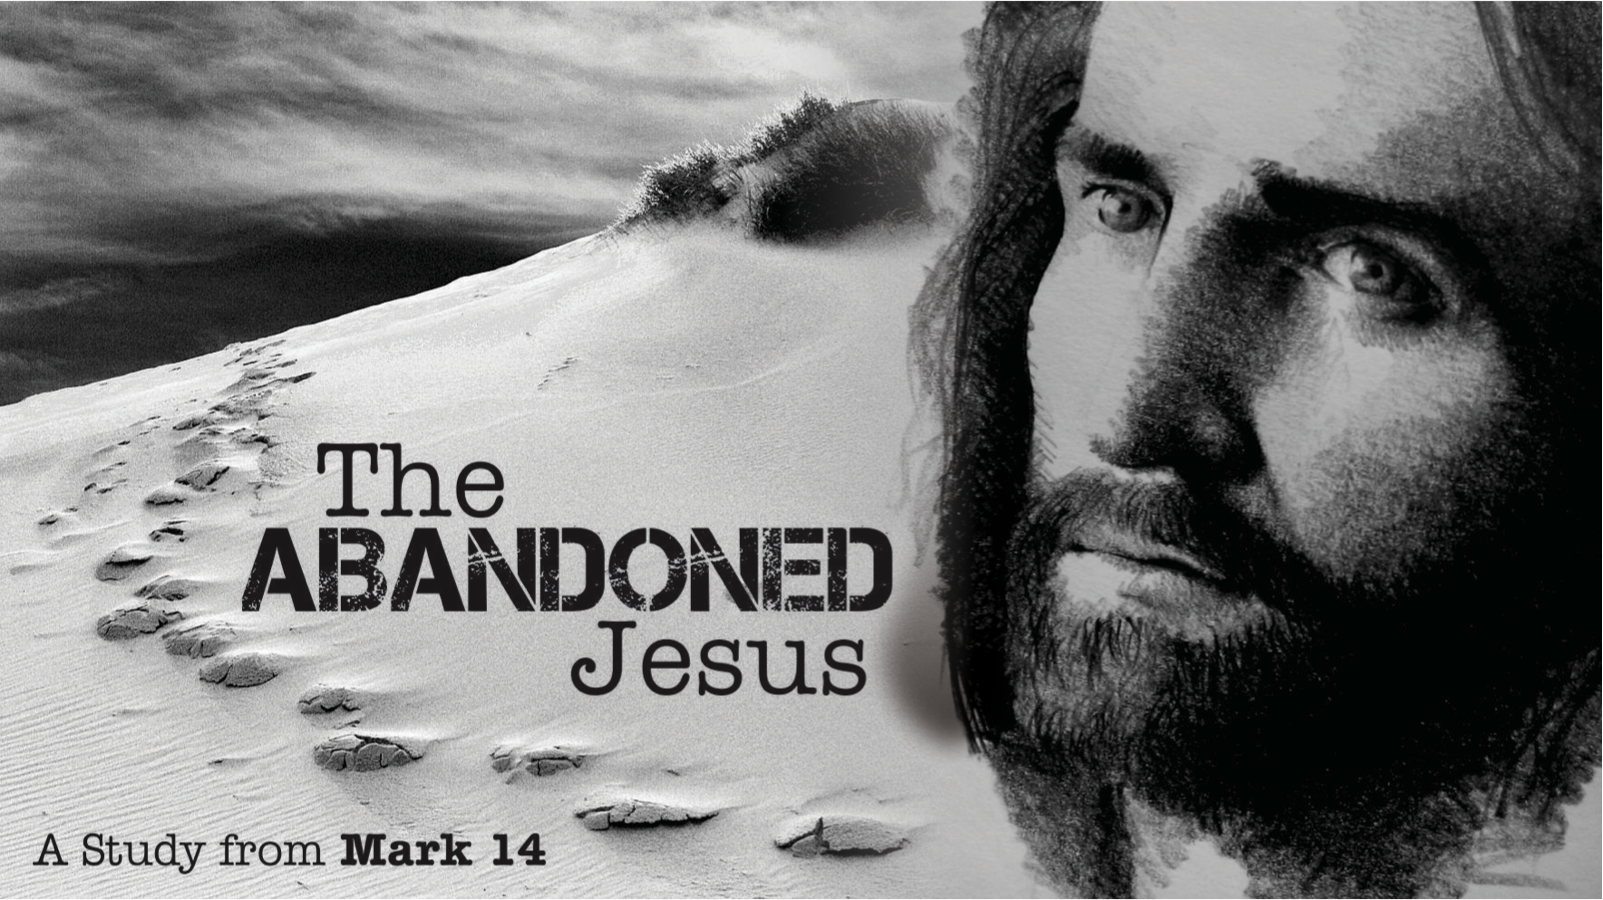 The
ABANDONED
Jesus
A Study from Mark 14